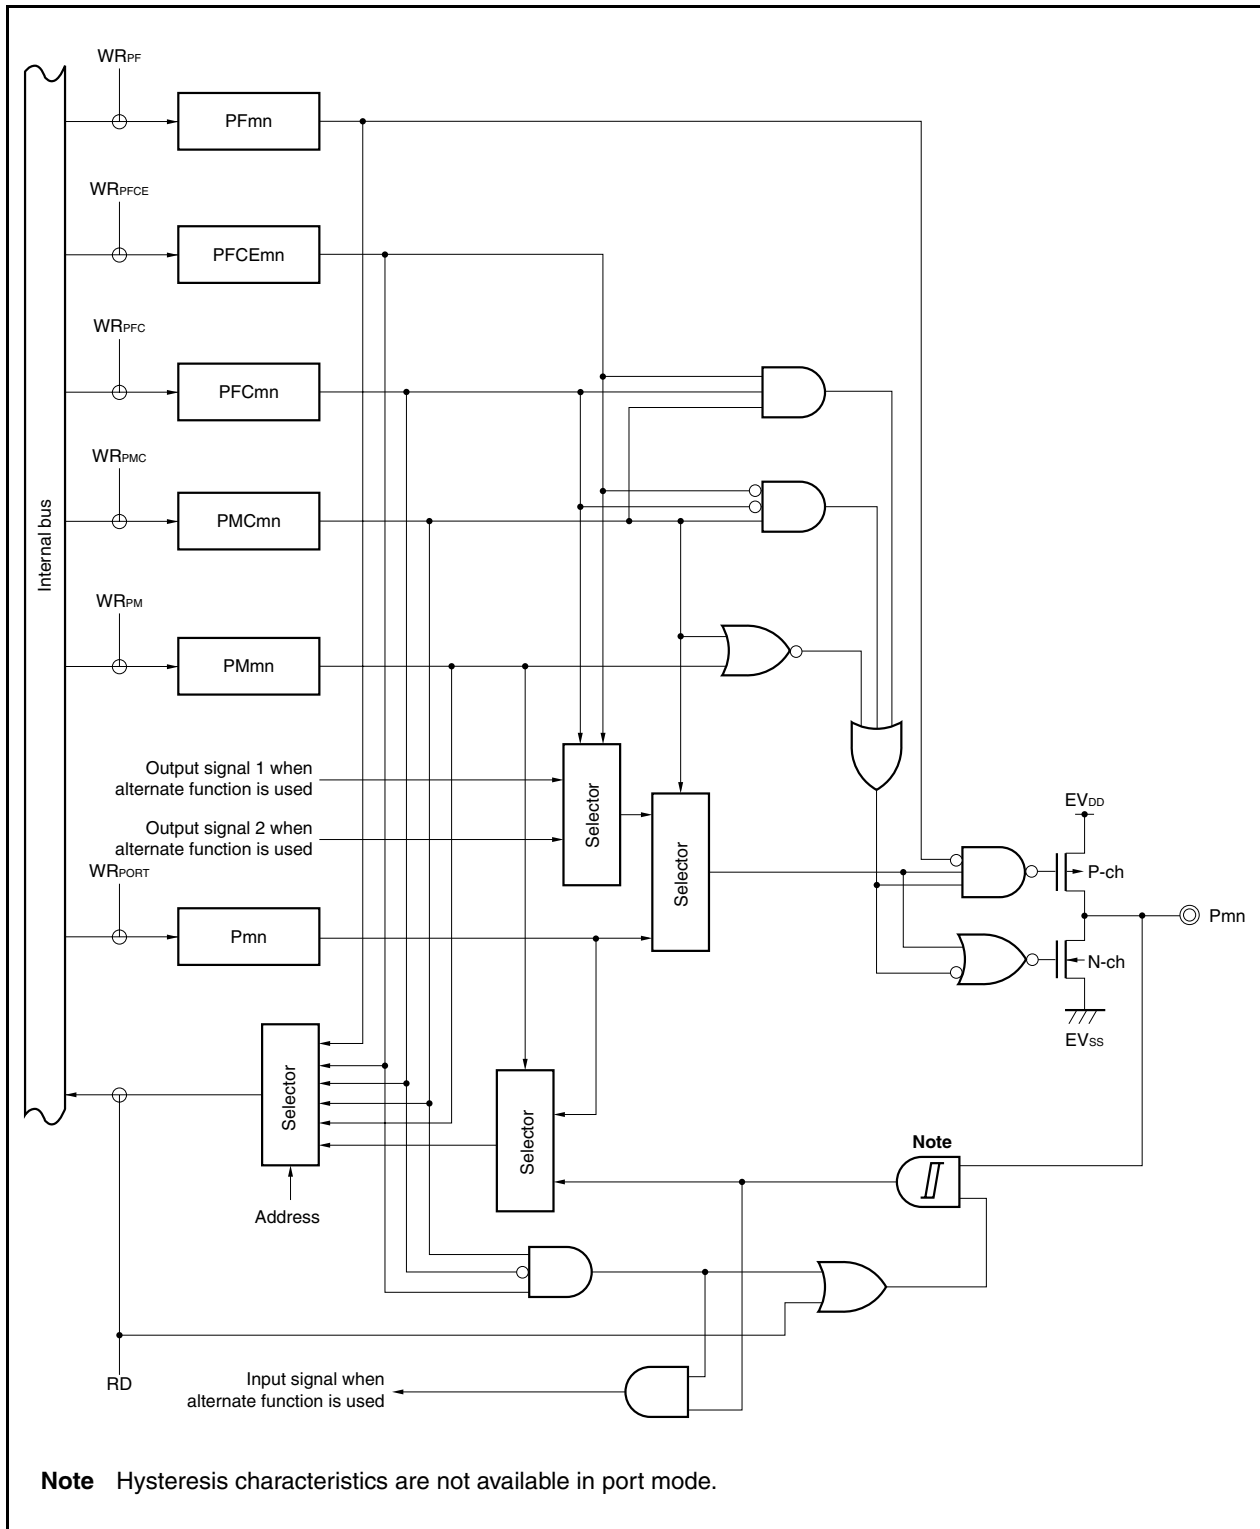 WRPF
PFmn
WRPFCE
PFCEmn
WRPFC
PFCmn
WRPMC
PMCmn
Internal bus
WRPM
PMmn
Output signal 1 when
alternate function is used
Output signal 2 when
alternate function is used
Selector
Selector
WRPORT
Pmn
EVDD
P-ch
Pmn
N-ch
EVSS
Selector
Selector
Address
Note
RD
Input signal when
alternate function is used
Note Hysteresis characteristics are not available in port mode.